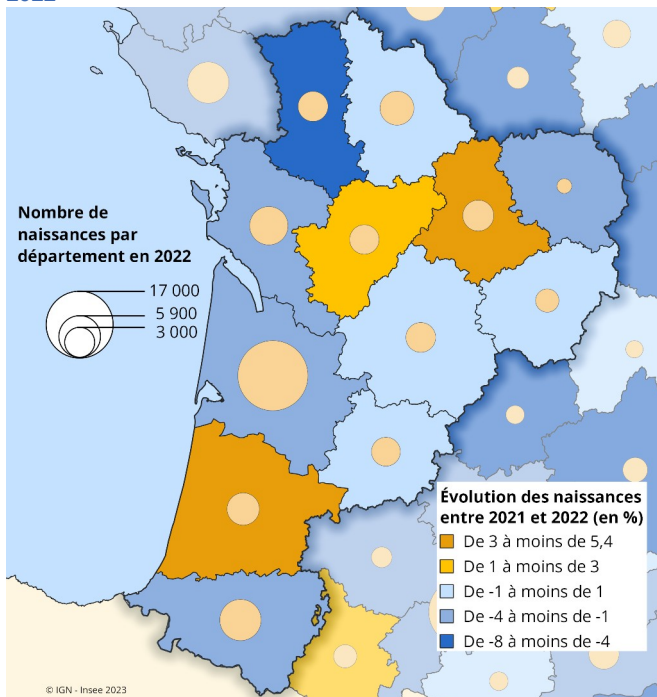 2022
Nombre de
naissances par
département en 2022
17 000
5 900
3 000
Évolution des naissances
entre 2021 et 2022 (en %)
De 3 à moins de 5,4
De 1 à moins de 3
De -1 à moins de 1
De -4 à moins de -1
De -8 à moins de -4
© IGN - Insee 2023